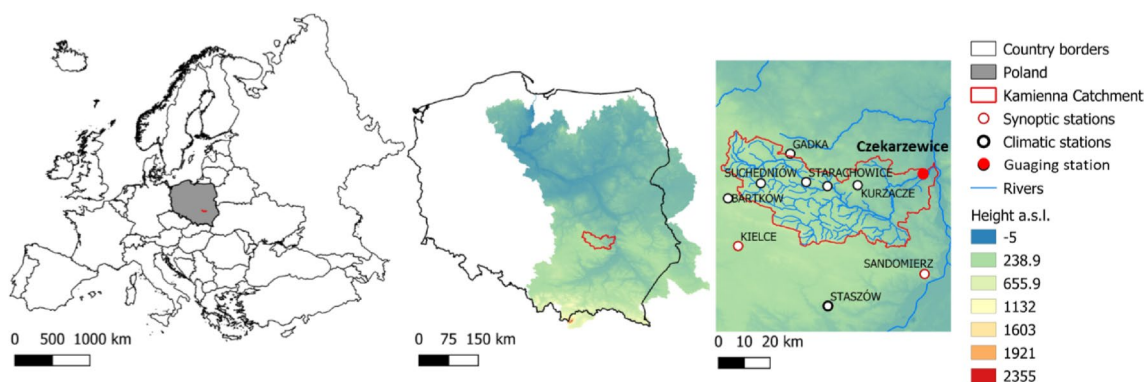 0 500 1000 km
0 75 150 km
GADKA
Czekarzewice
SUCHEDNIÓW
STARACHOWICE
BARTKÓW
KURZACZE
KIELCE
SANDOMIERZ
STASZÓW
0 10 20 km
Country borders
Poland
Kamienna Catchment
Synoptic stations
Climatic stations
Guaging station
Rivers
Height a.s.l.
-5
238.9
655.9
1132
1603
1921
2355